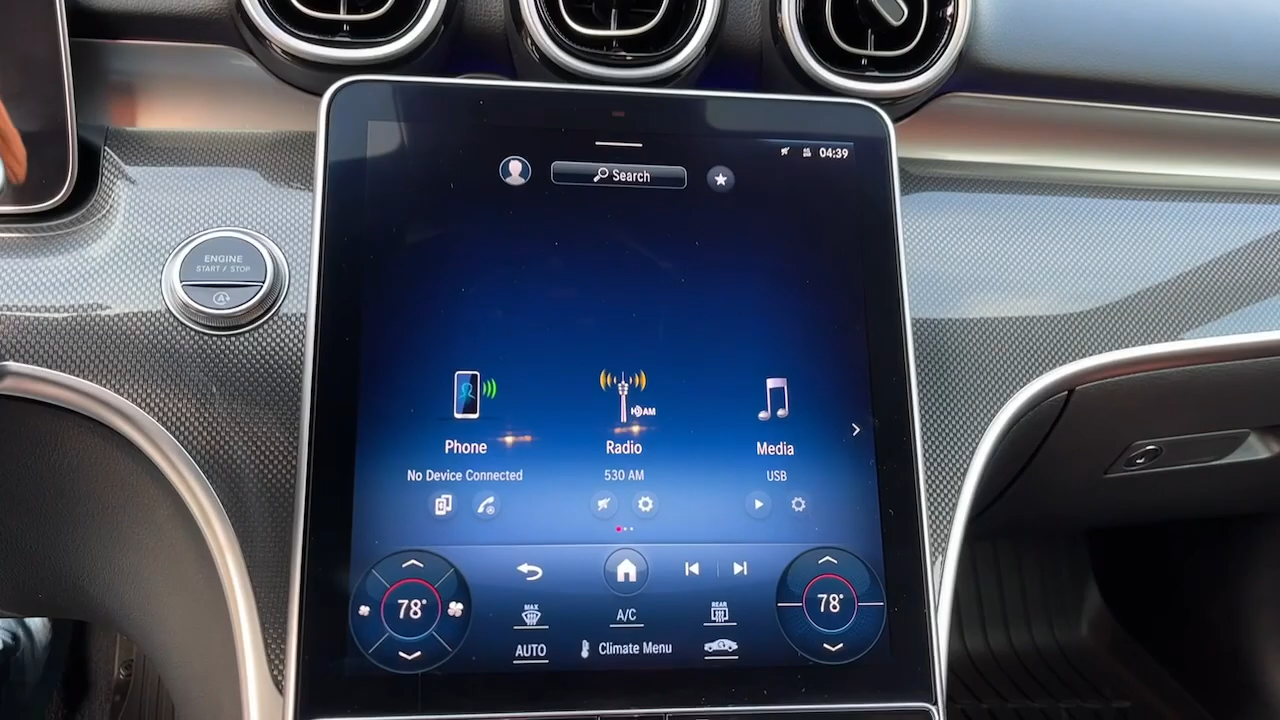 04:39
Search
ENGINE
START / STOP
A
HD AM
Phone
Radio
Media
No Device Connected
530 AM
USB
78°
78°
MAX
A/C
REAR
AUTO
Climate Menu